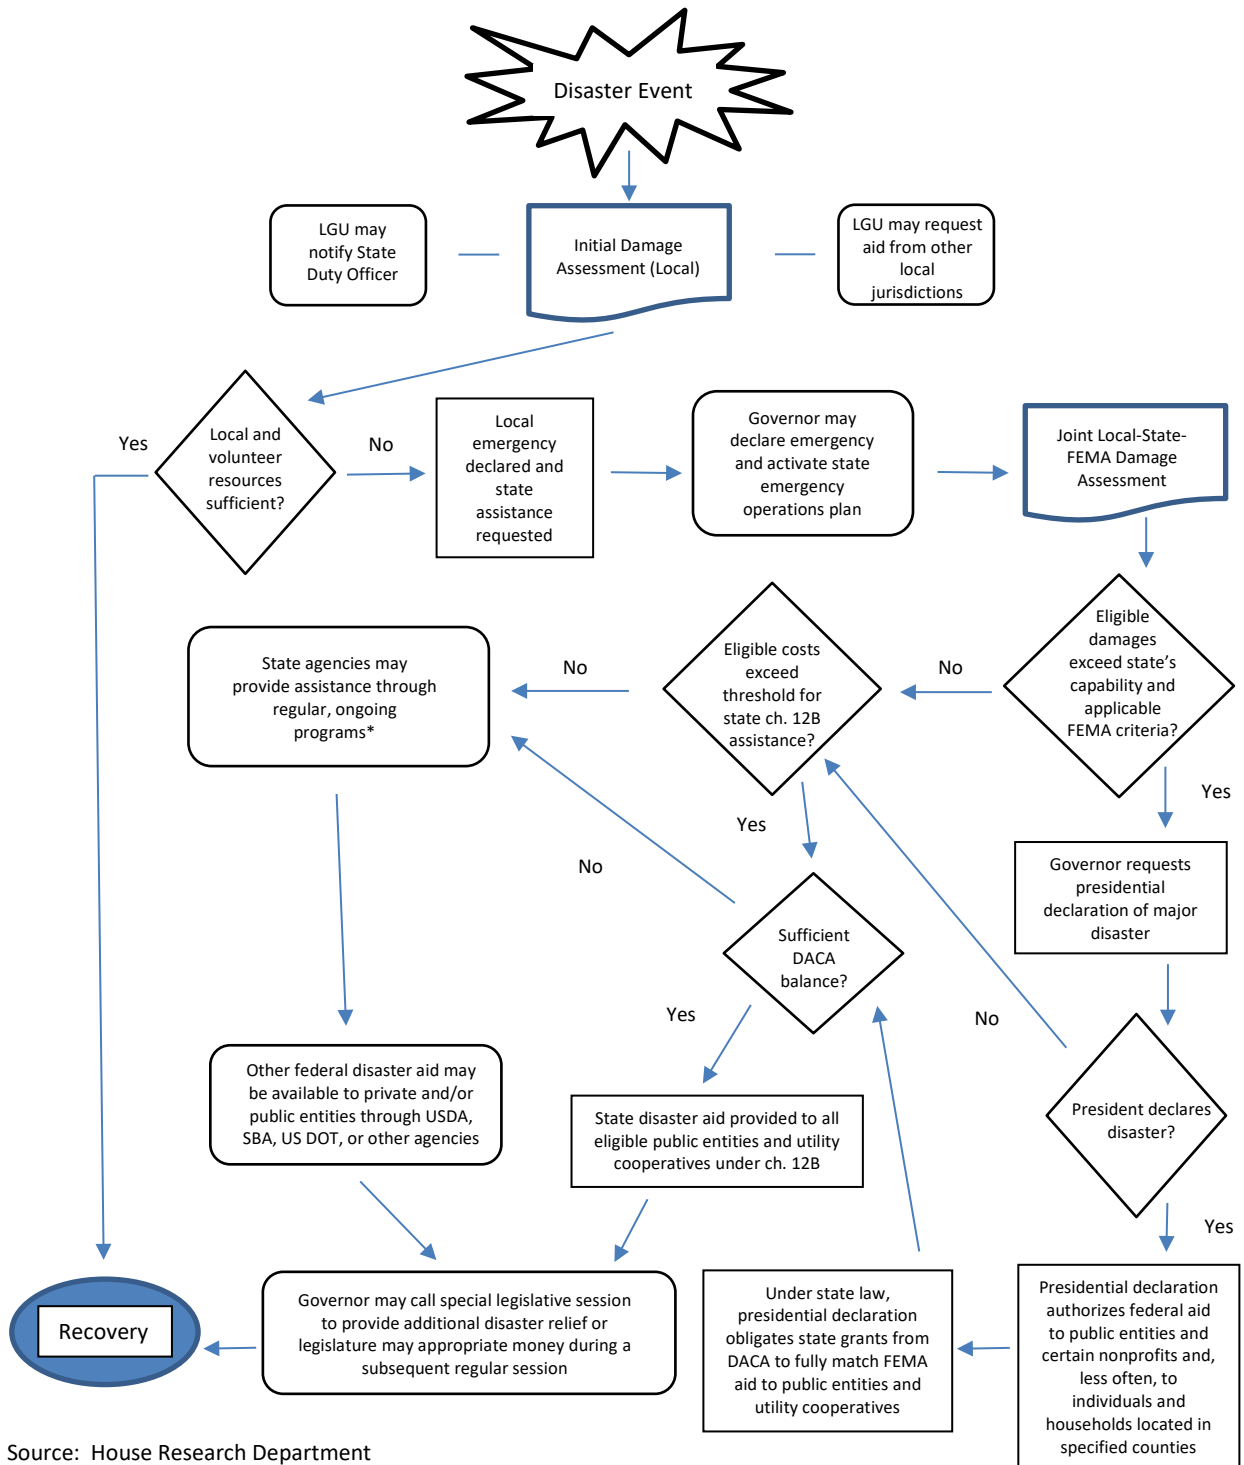 Disaster Event
LGU may
notify State
Duty Officer
Initial Damage
Assessment (Local)
LGU may request
aid from other
local
jurisdictions
Yes
Local and
volunteer
resources
sufficient?
No
Local
emergency
declared and
state
assistance
requested
Governor may
declare emergency
and activate state
emergency
operations plan
Joint Local-State-
FEMA Damage
Assessment
State agencies may
provide assistance through
regular, ongoing
programs*
No
Eligible costs
exceed
threshold for
state ch. 12B
assistance?
No
Eligible
damages
exceed state’s
capability and
applicable
FEMA criteria?
Yes
Yes
No
Governor requests
presidential
declaration of major
disaster
Sufficient
DACA
balance?
Yes
No
Other federal disaster aid may
be available to private and/or
public entities through USDA,
SBA, US DOT, or other agencies
State disaster aid provided to all
eligible public entities and utility
cooperatives under ch. 12B
President declares
disaster?
Yes
Recovery
Governor may call special legislative session
to provide additional disaster relief or
legislature may appropriate money during a
subsequent regular session
Under state law,
presidential declaration
obligates state grants from
DACA to fully match FEMA
aid to public entities and
utility cooperatives
Presidential declaration
authorizes federal aid
to public entities and
certain nonprofits and,
less often, to
individuals and
households located in
specified counties
Source: House Research Department